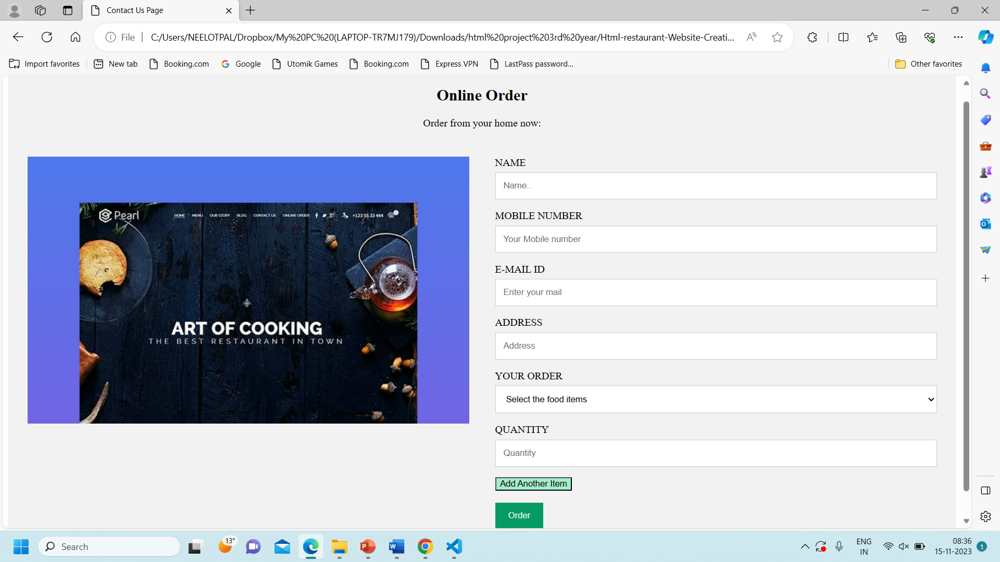 Contact Us Page
File
C:/Users/NEELOTPAL/Dropbox/My%20PC%20(LAPTOP-TR7MJ179)/Downloads/html%20project%203rd%20year/Html-restaurant-Website-Creati...
Import favorites
New tab
Booking.com
Google
Utomik Games
Booking.com
Express VPN
LastPass password...
Other favorites
Online Order
Order from your home now:
Pearl
HOME MENU OUR STORY BLOG CONTACT US ONLINE ORDER +123 55 33 444
ART OF COOKING
THE BEST RESTAURANT IN TOWN
NAME
Name..
MOBILE NUMBER
Your Mobile number
E-MAIL ID
Enter your mail
ADDRESS
Address
YOUR ORDER
Select the food items
QUANTITY
Quantity
Add Another Item
Order
Search
13°
ENG
IN
08:36
15-11-2023
1